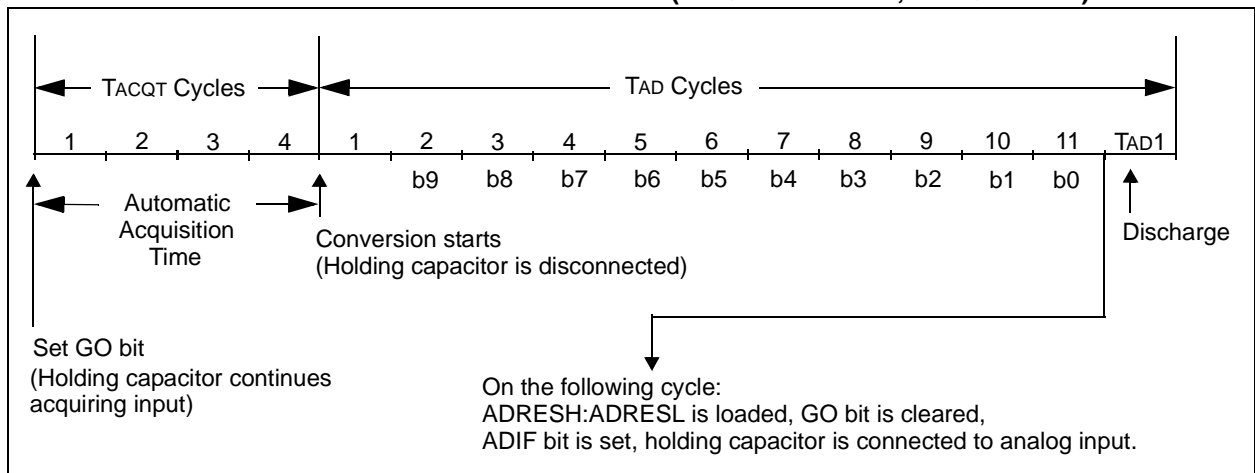 TACQT Cycles
TAD Cycles
1 2 3 4 1 2 3 4 5 6 7 8 9 10 11 TAD1
b9 b8 b7 b6 b5 b4 b3 b2 b1 b0
Automatic
Acquisition
Time
Conversion starts
(Holding capacitor is disconnected)
Discharge
Set GO bit
(Holding capacitor continues
acquiring input)
On the following cycle:
ADRESH:ADRESL is loaded, GO bit is cleared,
ADIF bit is set, holding capacitor is connected to analog input.